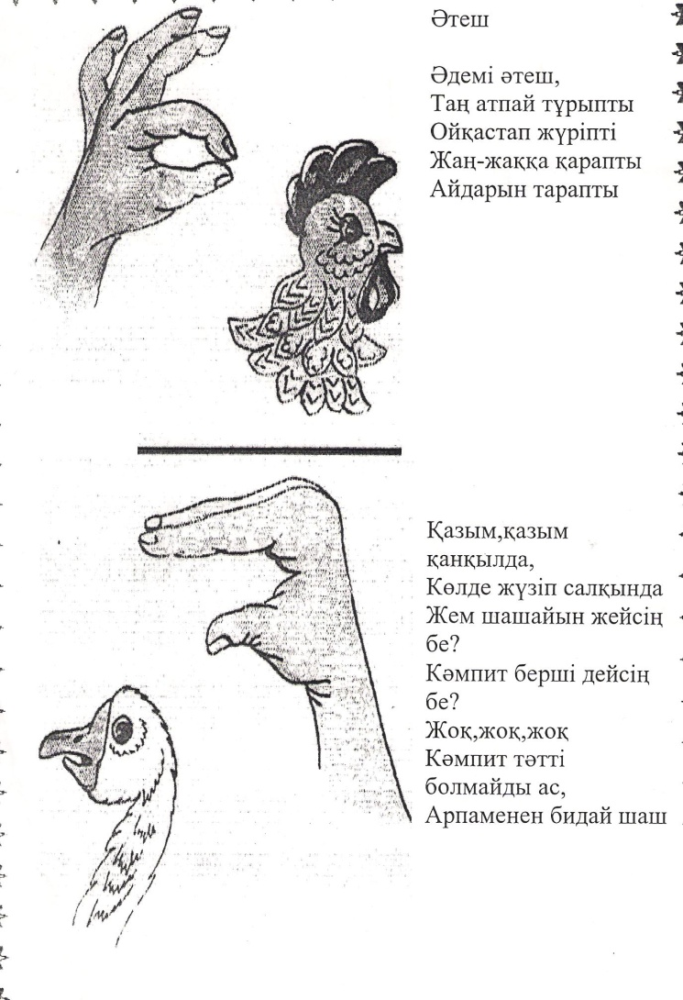 Әтеш
Әдемі әтеш,
Таң атпай тұрыпты
Ойқастап жүріпті
Жаң-жаққа қарапты
Айдарын тарапты
Қазым,қазым
қанқылда,
Көлде жүзіп салқында
Жем шашайын жейсің
бе?
Кәмпит берші дейсің
бе?
Жоқ,жоқ,жоқ
Кәмпит тәтті
болмайды ас,
Арпаменен бидай шаш